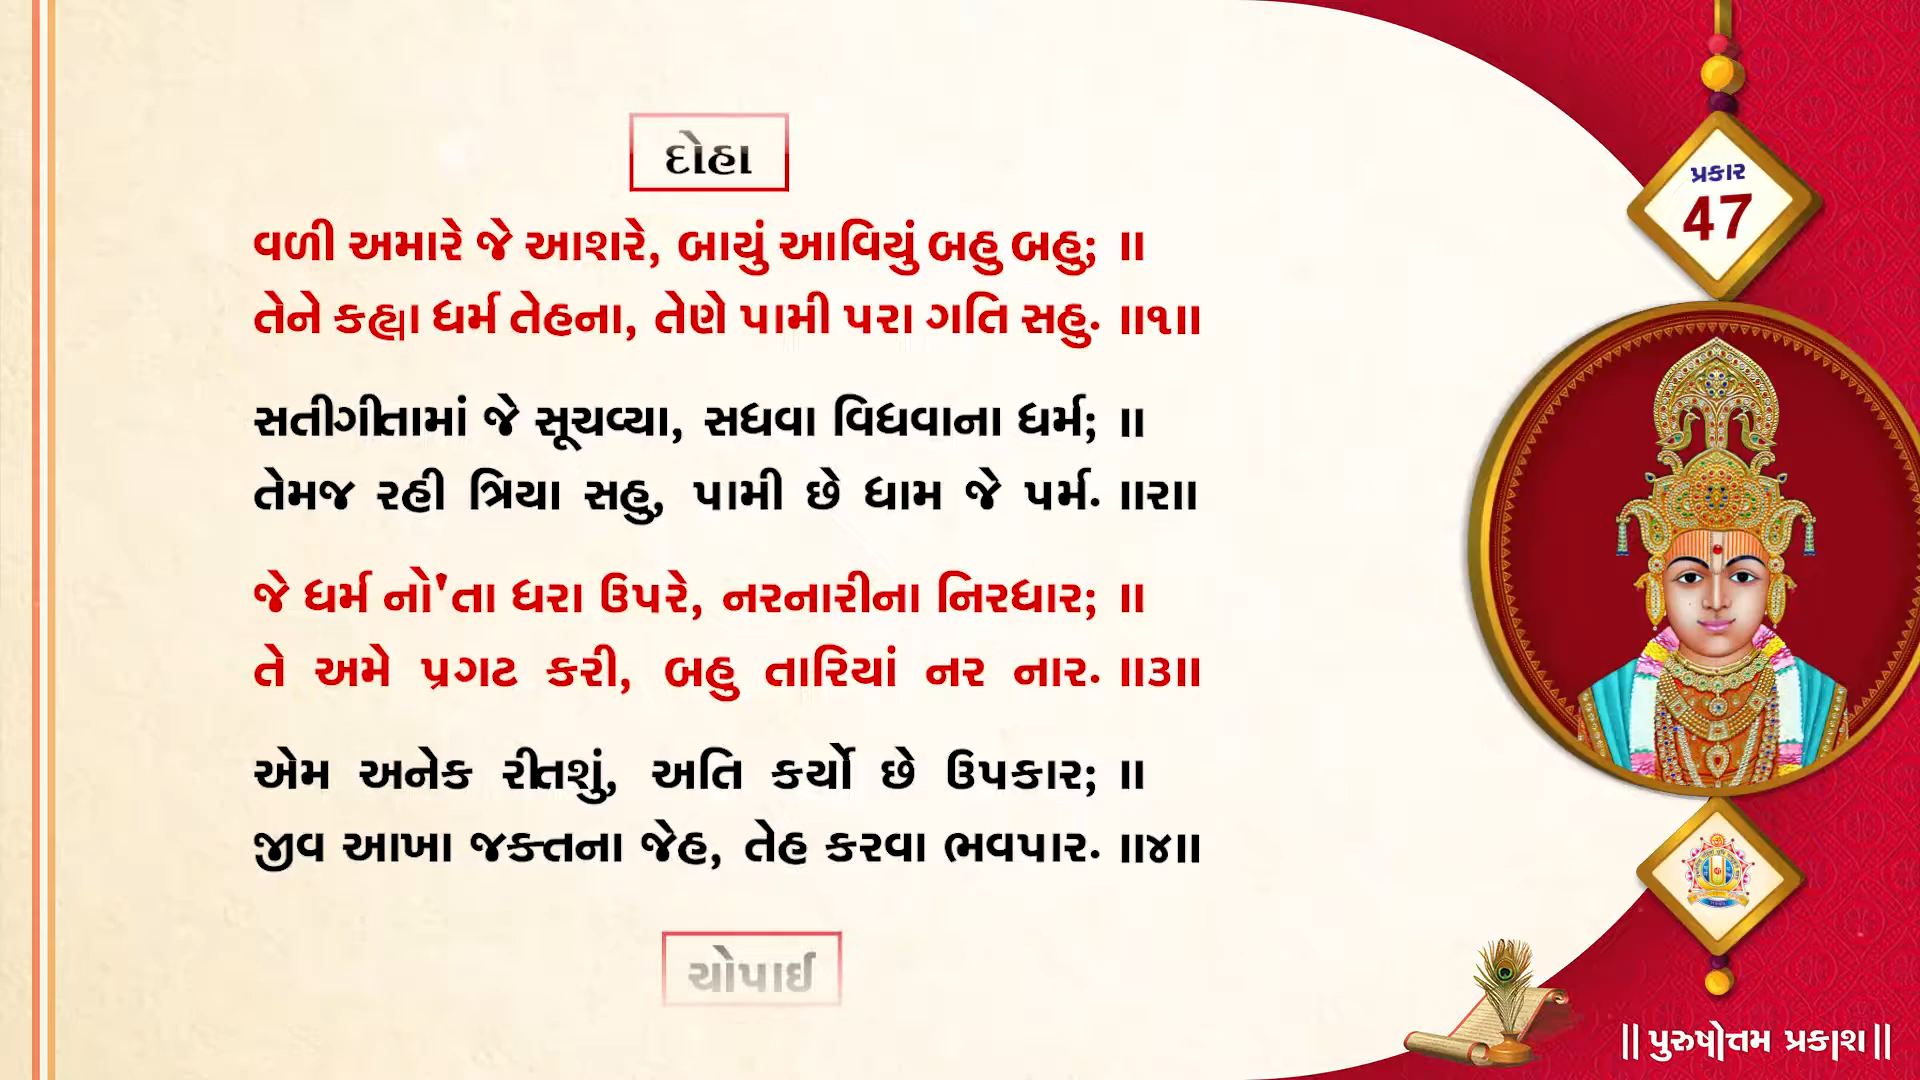 દોહા
વળી અમારે જે આશરે, બાયું આવિયું બહુ બહુ; ॥
તેને કહ્યા ધર્મ તેહના, તેણે પામી પરા ગતિ સહુ. ॥૧॥
સતીગીતામાં જે સૂચવ્યા, સધવા વિધવાના ધર્મ; ॥
તેમજ રહી ત્રિયા સહુ, પામી છે ધામ જે પર્મ. ॥૨॥
જે ધર્મ નો'તા ધરા ઉપરે, નરનારીના નિરધાર; ॥
તે અમે પ્રગટ કરી, બહુ તારિયાં નર નાર. ॥૩॥
એમ અનેક રીતશું, અતિ કર્યો છે ઉપકાર; ॥
જીવ આખા જક્તના જેહ, તેહ કરવા ભવપાર. ॥૪॥
ચોપાઈ
પ્રકાર
47
॥ પુરુષોત્તમ પ્રકાશ ॥